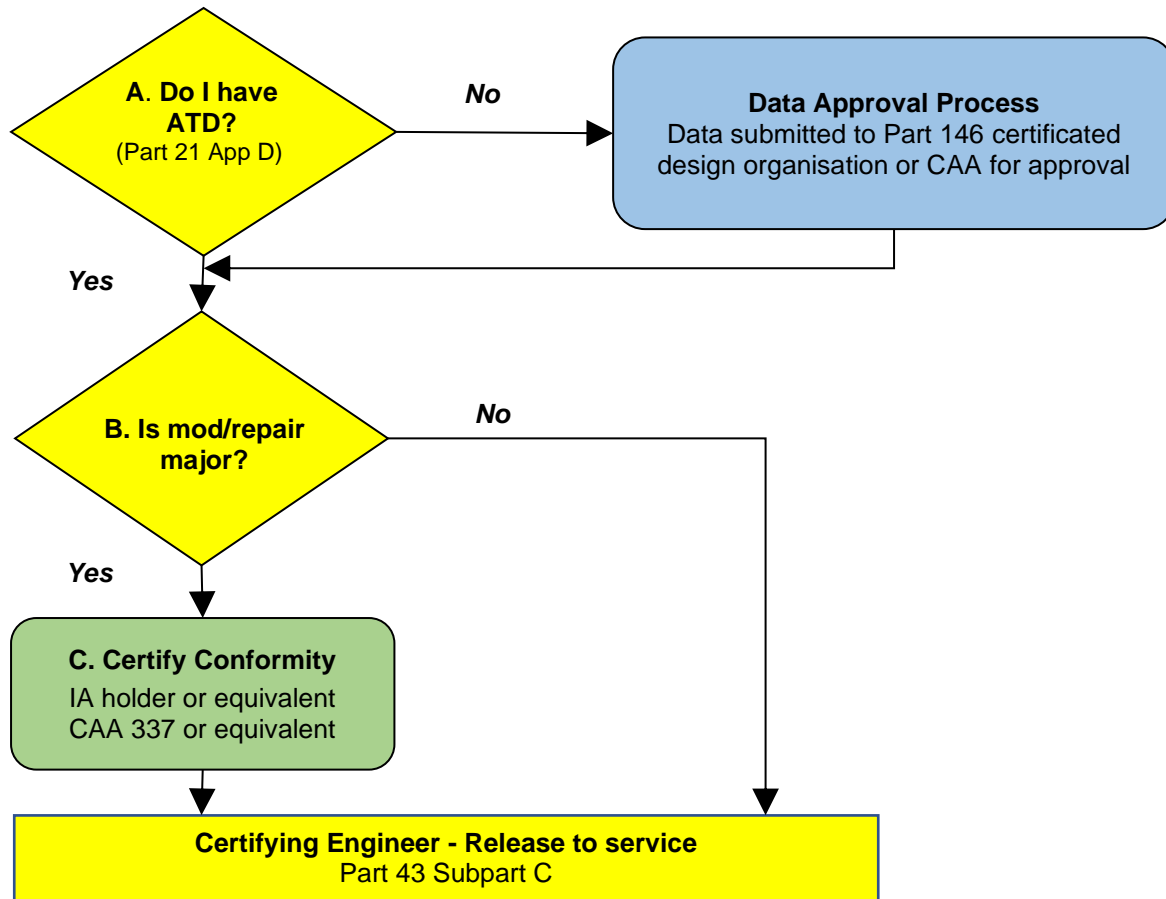 A. Do I have
ATD?
(Part 21 App D)
No
Data Approval Process
Data submitted to Part 146 certificated
design organisation or CAA for approval
Yes
B. Is mod/repair
major?
No
Yes
C. Certify Conformity
IA holder or equivalent
CAA 337 or equivalent
Certifying Engineer - Release to service
Part 43 Subpart C